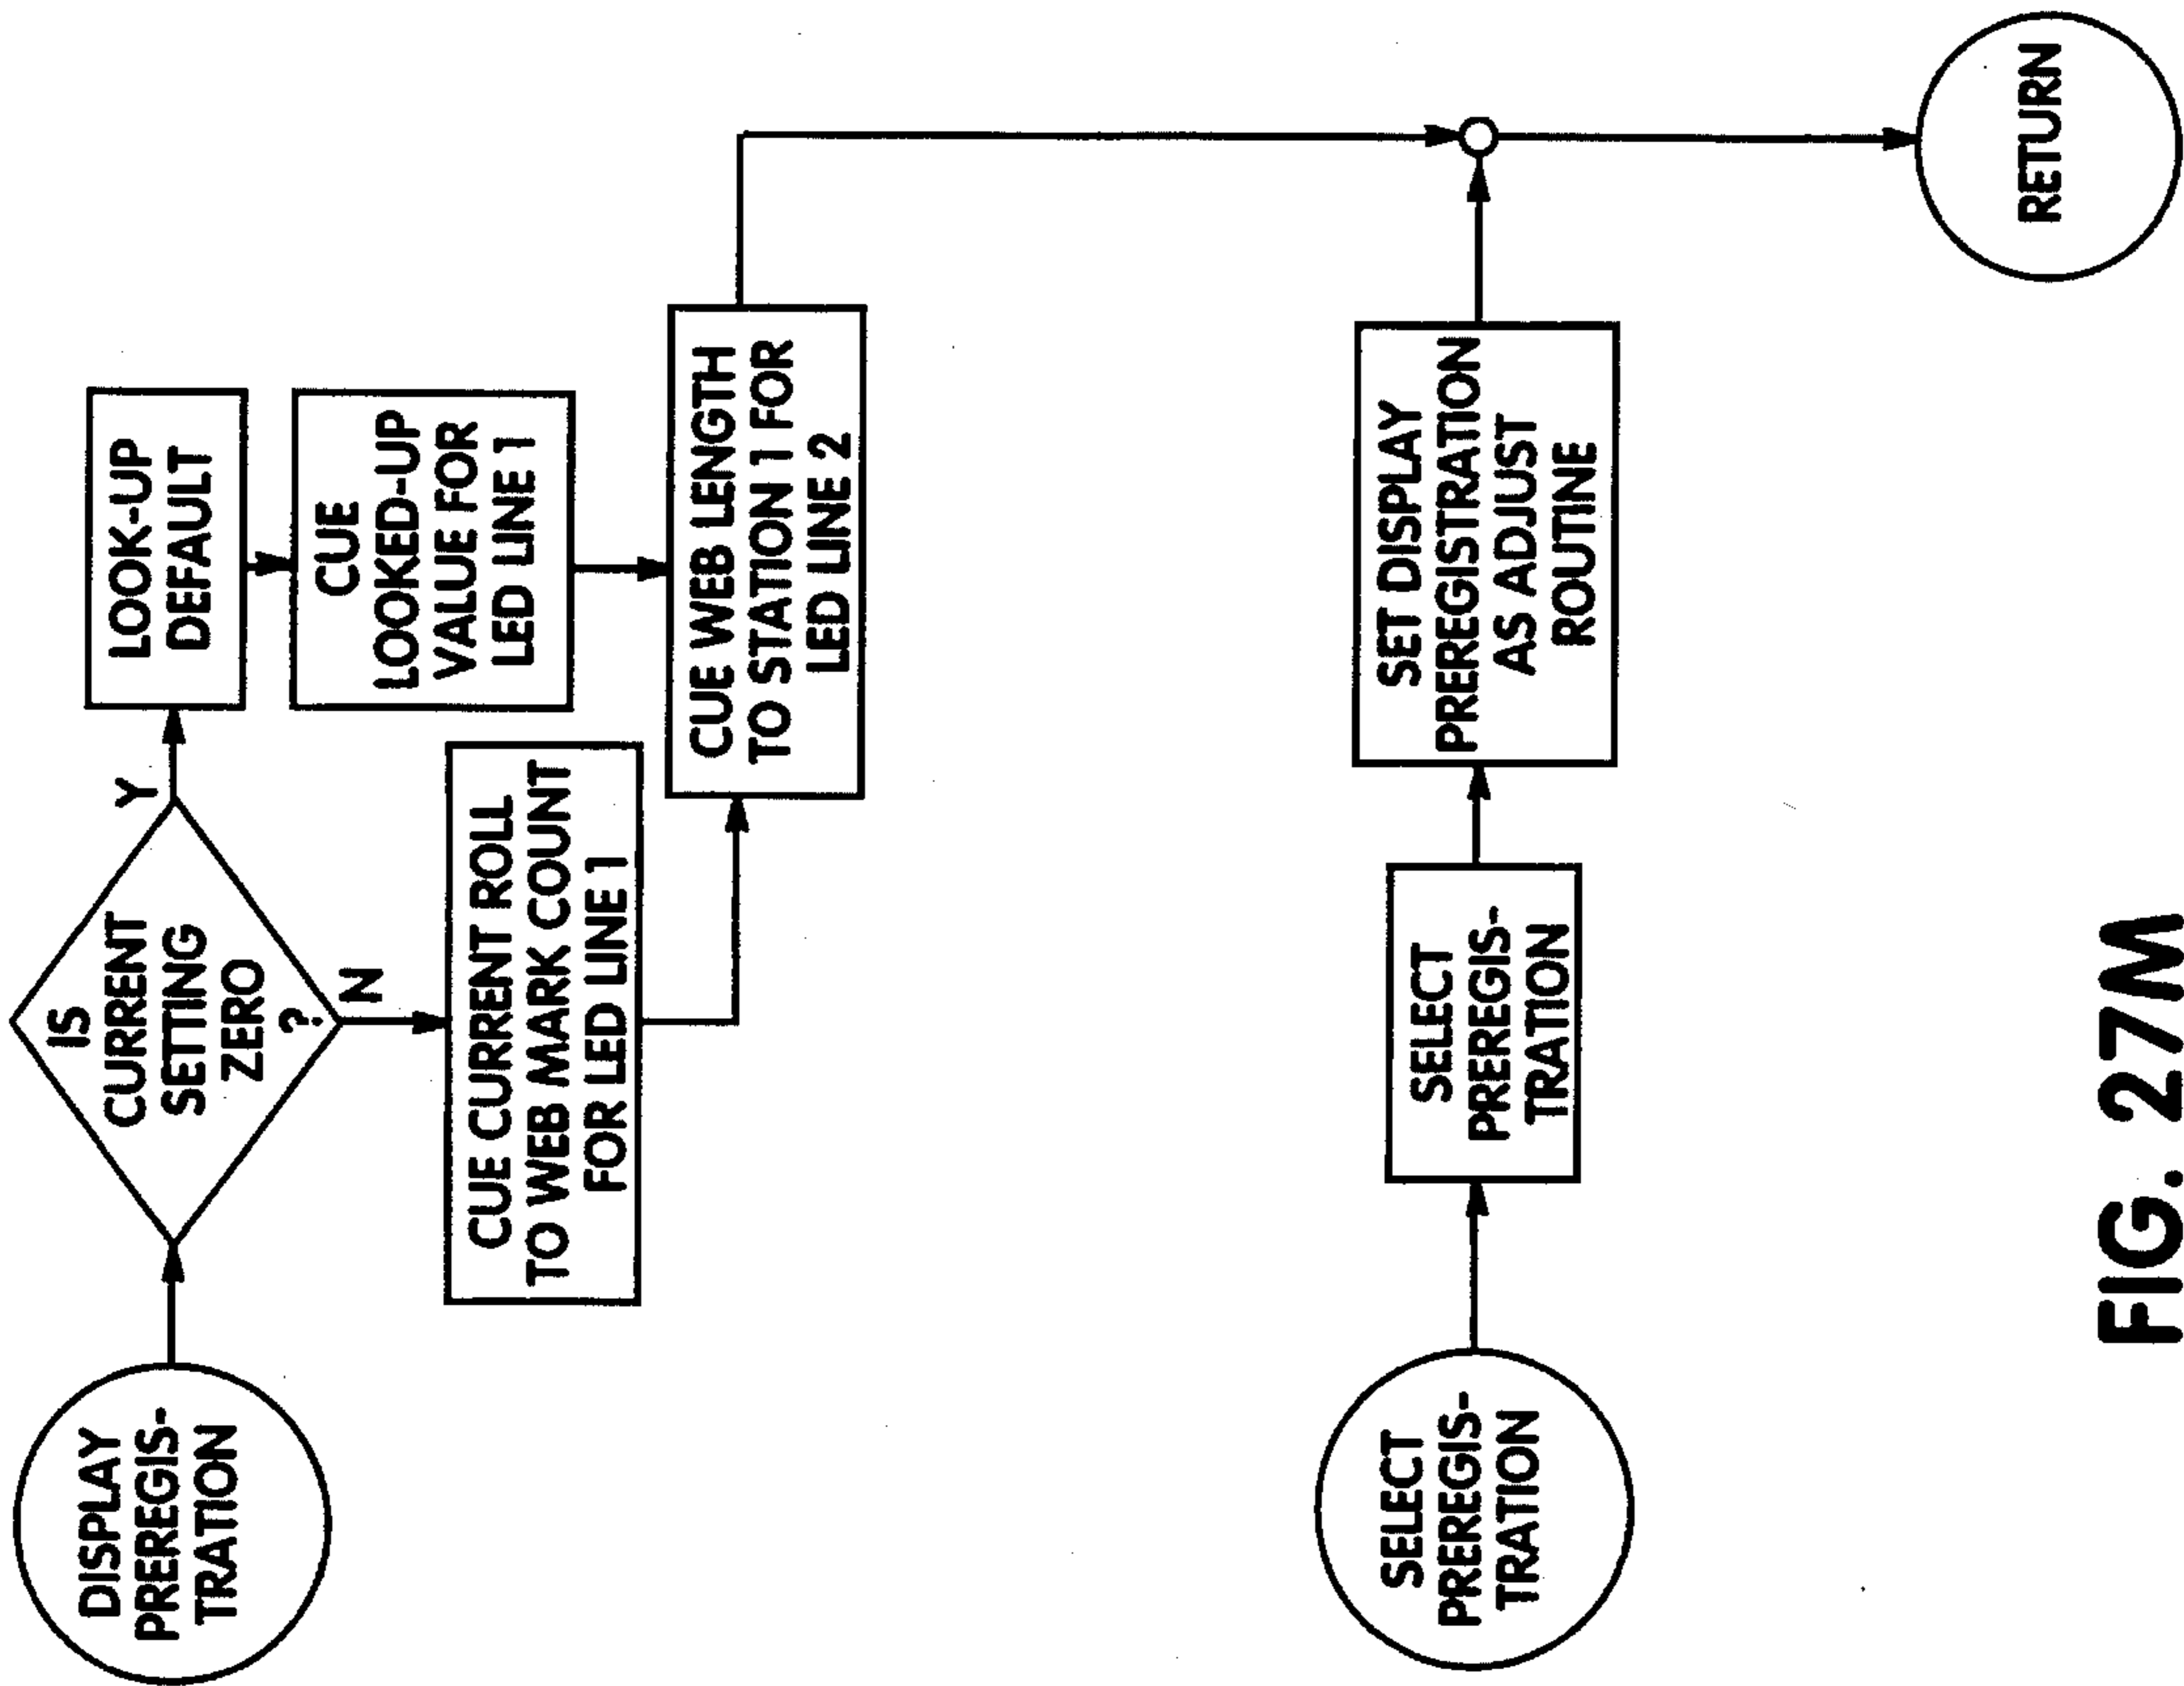 DISPLAY
PREREGIS-
TRATION
IS
CURRENT
SETTING
ZERO
?
Y
N
LOOK-UP
DEFAULT
CUE
LOOKED-UP
VALUE FOR
LED LINE 1
CUE CURRENT ROLL
TO WEB MARK COUNT
FOR LED LINE 1
CUE WEB LENGTH
TO STATION 1 FOR
LED LINE 2
SELECT
PREREGIS-
TRATION
SELECT
PREREGIS-
TRATION
SET DISPLAY
PREREGISTRATION
AS ADJUST
ROUTINE
RETURN
FIG. 27M